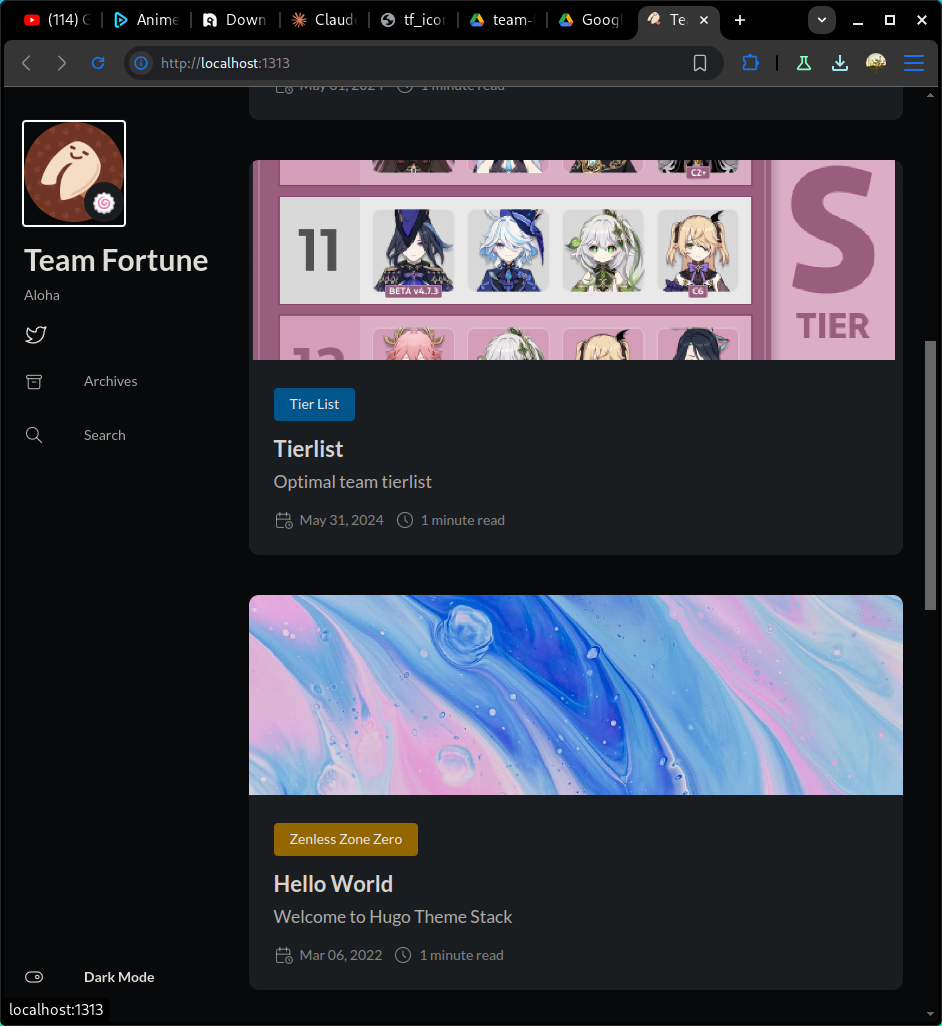 (114) G
Anime
Down
Claude
tf_ico
team-
Goog
Te
http://localhost:1313
May 31, 2024 1 minute read
Team Fortune
Aloha
Archives
Search
C2+
11
BETA v4.7.3
C6
S
TIER
12
Tier List
Tierlist
Optimal team tierlist
May 31, 2024 1 minute read
Zenless Zone Zero
Hello World
Welcome to Hugo Theme Stack
Mar 06, 2022 1 minute read
Dark Mode
localhost:1313